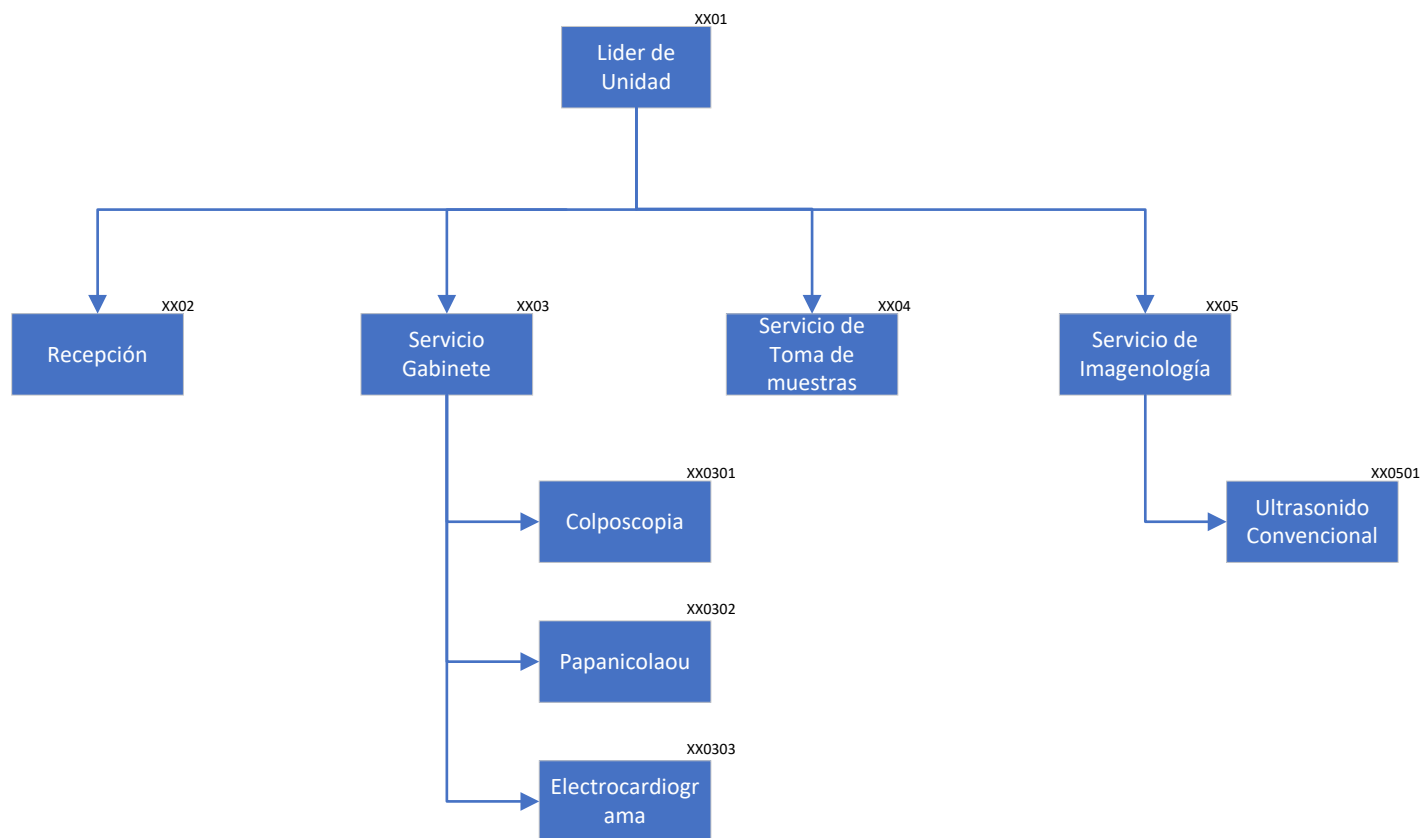 XX01
Lider de
Unidad
XX02
Recepción
XX03
Servicio
Gabinete
XX04
Servicio de
Toma de
muestras
XX05
Servicio de
Imagenología
XX0301
Colposcopia
XX0501
Ultrasonido
Convencional
XX0302
Papanicolaou
XX0303
Electrocardiogr
ama